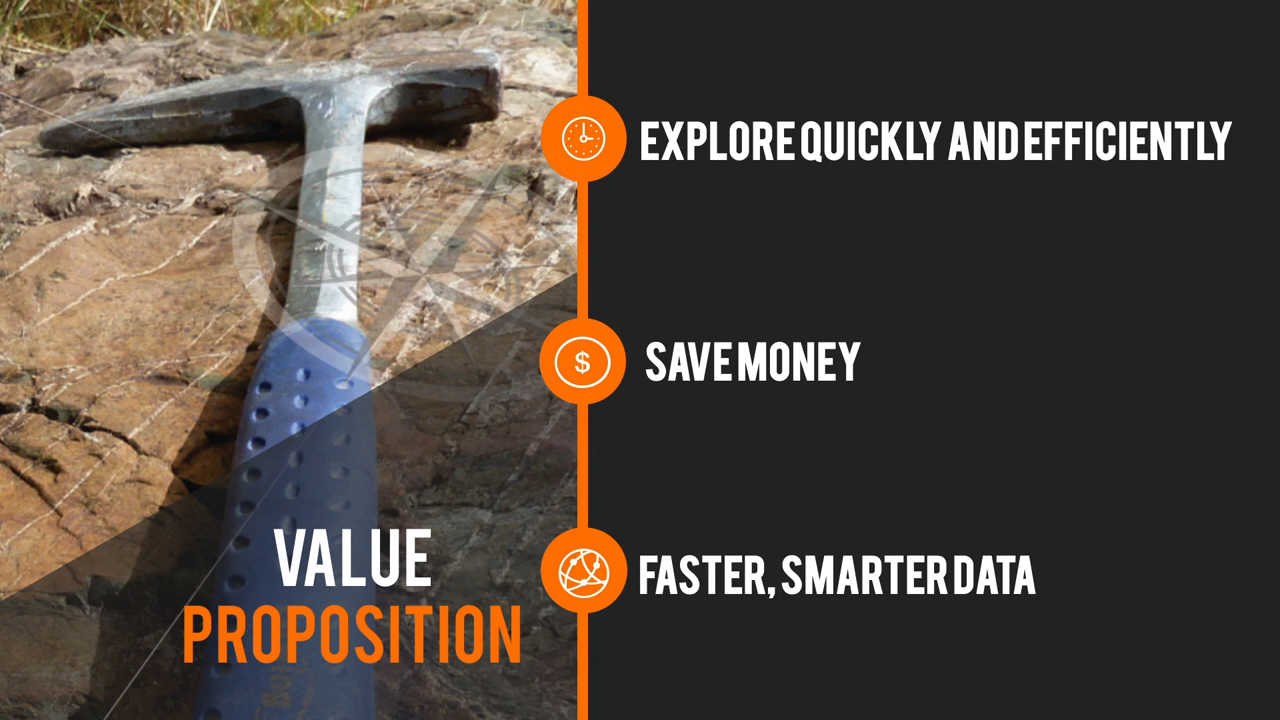 EXPLORE QUICKLY AND EFFICIENTLY
$
SAVE MONEY
FASTER, SMARTER DATA
VALUE
PROPOSITION